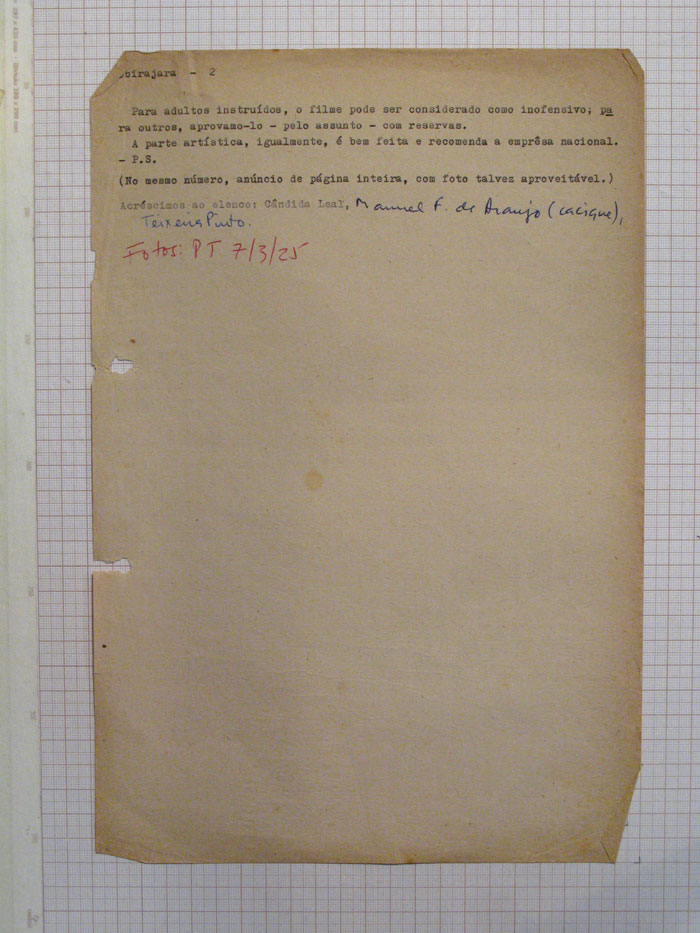 birajara - 2
Para adultos instruídos, o filme pode ser considerado como inofensivo; pa
ra outros, aprovamo-lo - pelo assunto - com reservas.
A parte artística, igualmente, é bem feita e recomenda a emprêsa nacional.
- P.S.
(No mesmo número, anúncio de página inteira, com foto talvez aproveitável.)
Acréscimos ao elenco: Cândida Leal, Manuel F. de Araujo (cacique),
Teixeira Pinto.
Fotos: PT 7/3/25